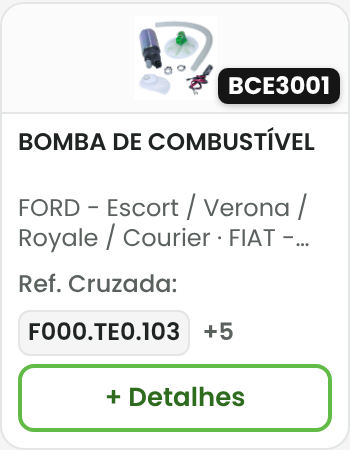 BCE3001
BOMBA DE COMBUSTÍVEL
FORD - Escort / Verona /
Royale / Courier · FIAT -...
Ref. Cruzada:
F000.TE0.103 +5
+ Detalhes